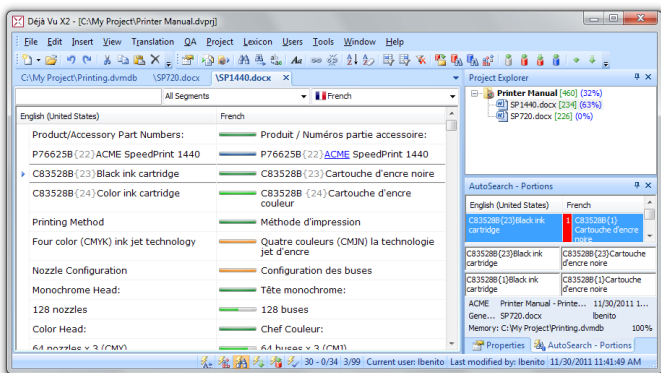 Déjà Vu X2 - [C:\My Project\Printer Manual.dvprj]
File Edit Insert View Translation QA Project Lexicon Users Tools Window Help
C:\My Project\Printing.dvmdb \SP720.docx \SP1440.docx
All Segments French
English (United States) French
Product/Accessory Part Numbers: Produit / Numéros partie accessoire:
P76625B{22}ACME SpeedPrint 1440 P76625B{22}ACME SpeedPrint 1440
C83528B{23}Black ink cartridge C83528B{23}Cartouche d'encre noire
C83528B{24}Color ink cartridge C83528B {24}Cartouche d'encre
couleur
Printing Method Méthode d'impression
Four color (CMYK) ink jet technology Quatre couleurs (CMJN) la technologie
jet d'encre
Nozzle Configuration Configuration des buses
Monochrome Head: Tête monochrome:
128 nozzles 128 buses
Color Head: Chef Couleur:
64 nozzles x 3 (CMY) 64 buses x 3 (CMJ)
Project Explorer
Printer Manual [460] (32%)
SP1440.docx [234] (63%)
SP720.docx [226] (0%)
AutoSearch - Portions
English (United States) French
C83528B{23}Black ink 1 C83528B{1}
cartridge Cartouche d'encre
noire
C83528B{23}Black ink C83528B{23}Cartouche
cartridge d'encre noire
C83528B{1}Black ink C83528B{1}Cartouche
cartridge d'encre noire
ACME Printer Manual - Printe... 11/30/2011 1...
Gene... SP720.docx lbenito
Memory: C:\My Project\Printing.dvmdb 100%
Properties AutoSearch - Portions
30 - 0/34 3/99 Current user: lbenito Last modified by: lbenito 11/30/2011 11:41:49 AM